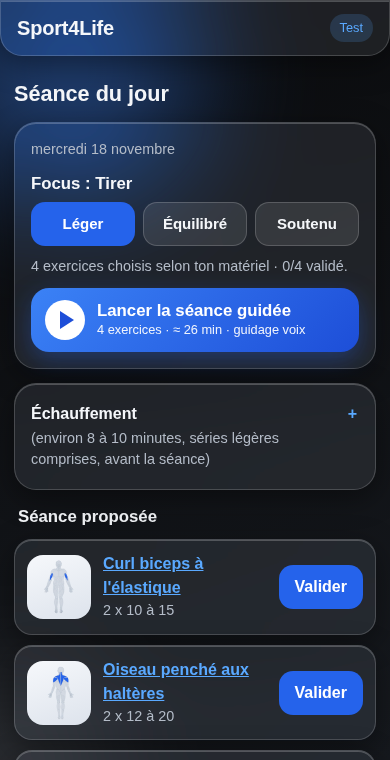 Sport4Life
Test
Séance du jour
mercredi 18 novembre
Focus : Tirer
Léger
Équilibré
Soutenu
4 exercices choisis selon ton matériel · 0/4 validé.
Lancer la séance guidée
4 exercices · ≈ 26 min · guidage voix
Échauffement
+
(environ 8 à 10 minutes, séries légères
comprises, avant la séance)
Séance proposée
Curl biceps à
l'élastique
2 x 10 à 15
Valider
Oiseau penché aux
haltères
2 x 12 à 20
Valider